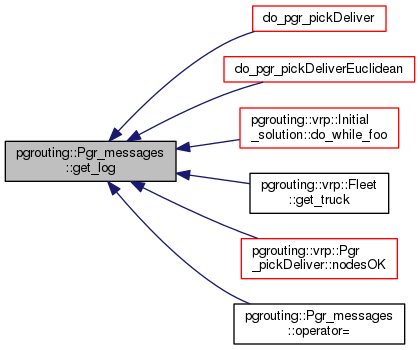 do_pgr_pickDeliver
do_pgr_pickDeliverEuclidean
pgrouting::vrp::Initial
_solution::do_while_foo
pgrouting::Pgr_messages
::get_log
pgrouting::vrp::Fleet
::get_truck
pgrouting::vrp::Pgr
_pickDeliver::nodesOK
pgrouting::Pgr_messages
::operator=